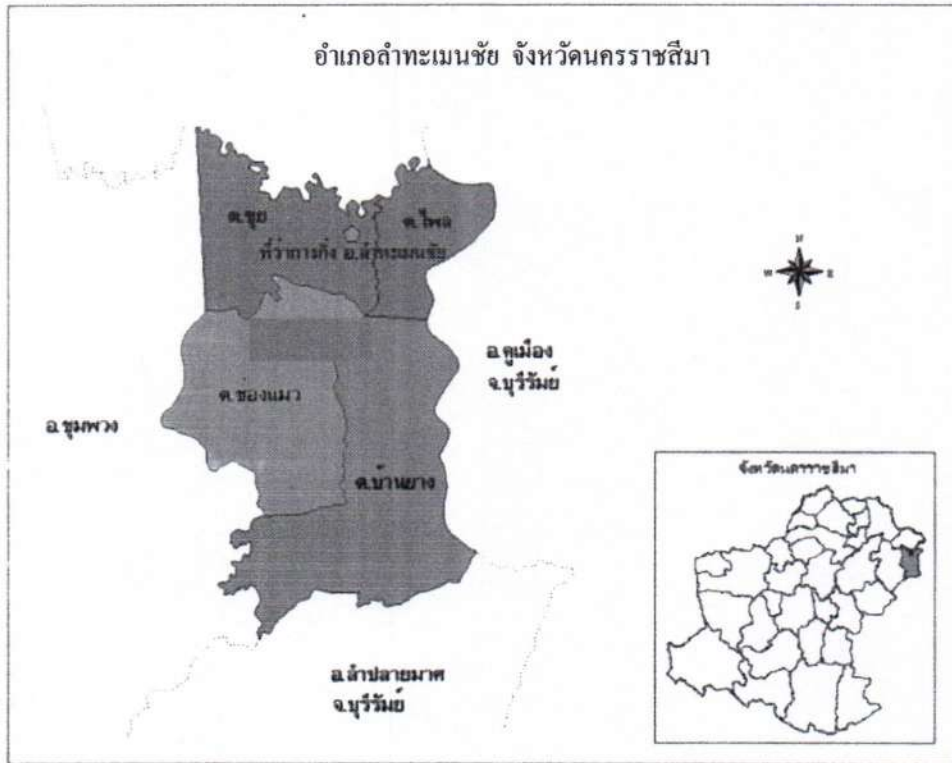 อำเภอลำทะเมนชัย จังหวัดนครราชสีมา
ต.ขุย
ต.ไพล
ที่ว่าการกิ่ง อ.ลำทะเมนชัย
N
W
E
S
อ.คูเมือง
จ.บุรีรัมย์
ต.ช่องแมว
อ.ชุมพวง
ต.บ้านยาง
จังหวัดนครราชสีมา
อ.ลำปลายมาศ
จ.บุรีรัมย์